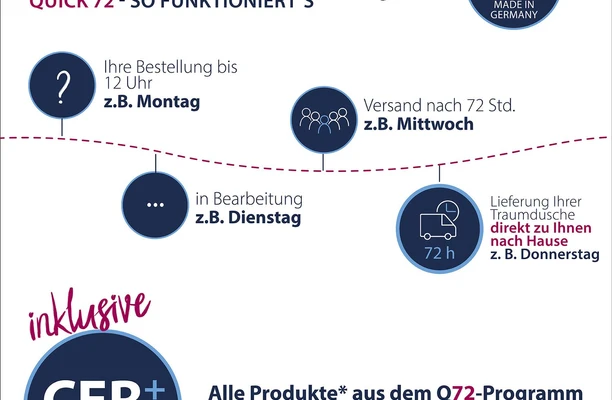 QUICK 72 - SO FUNKTIONIERT'S
MADE IN
GERMANY
?
Ihre Bestellung bis
12 Uhr
z.B. Montag
Versand nach 72 Std.
z.B. Mittwoch
...
in Bearbeitung
z.B. Dienstag
72 h
Lieferung Ihrer
Traumdusche
direkt zu Ihnen
nach Hause
z. B. Donnerstag
inklusive
Alle Produkte* aus dem Q72-Programm